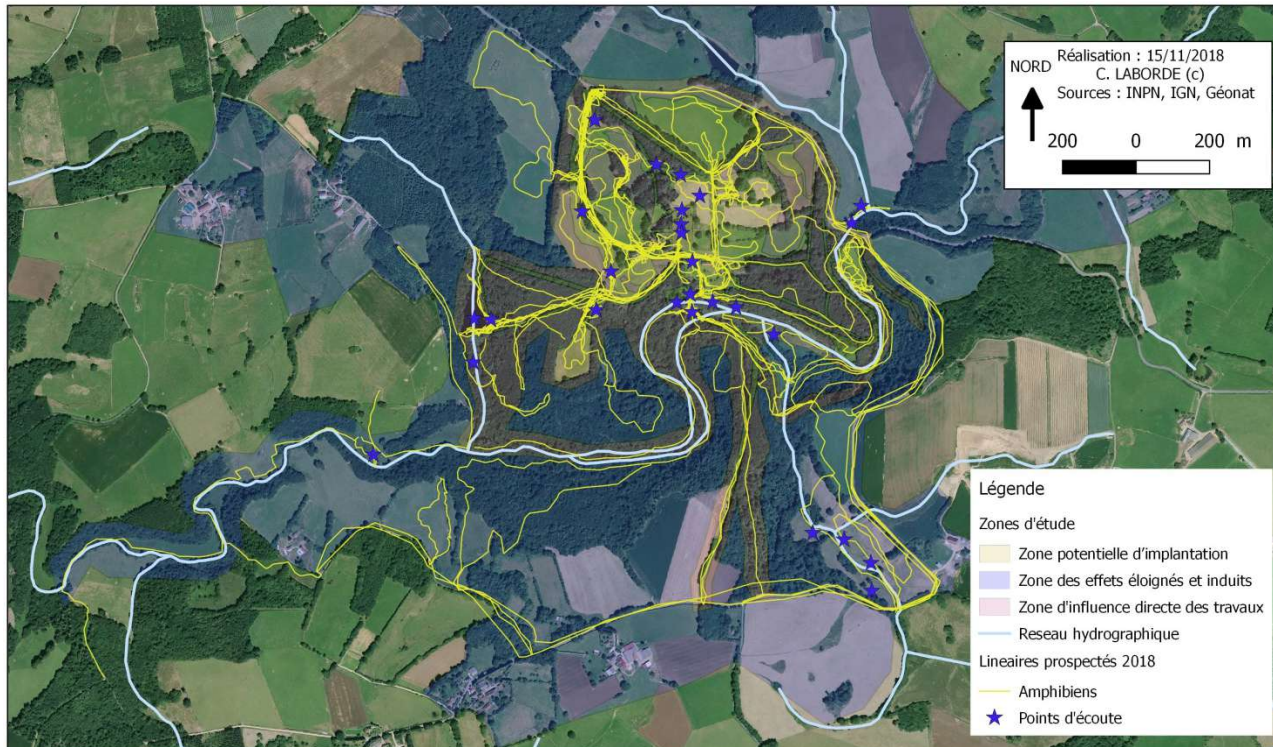 Réalisation : 15/11/2018
NORD
C. LABORDE (c)
Sources : INPN, IGN, Géonat
200 0 200 m
Légende
Zones d'étude
Zone potentielle d’implantation
Zone des effets éloignés et induits
Zone d'influence directe des travaux
Reseau hydrographique
Lineaires prospectés 2018
Amphibiens
Points d'écoute